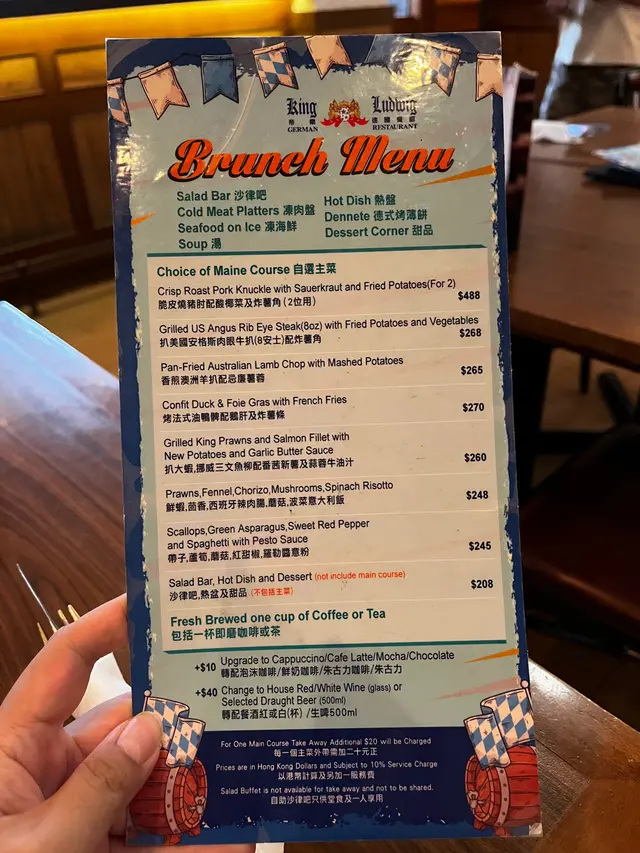 King Ludwig
帝樂 德國餐廳
GERMAN RESTAURANT
Brunch Menu
Salad Bar 沙律吧
Cold Meat Platters 凍肉盤
Seafood on Ice 凍海鮮
Soup 湯
Hot Dish 熱盤
Dennete 德式烤薄餅
Dessert Corner 甜品
Choice of Maine Course 自選主菜
Crisp Roast Pork Knuckle with Sauerkraut and Fried Potatoes(For 2)
脆皮燒豬肘配酸椰菜及炸薯角 (2位用)
$488
Grilled US Angus Rib Eye Steak(8oz) with Fried Potatoes and Vegetables
扒美國安格斯肉眼牛扒(8安士)配炸薯角
$268
Pan-Fried Australian Lamb Chop with Mashed Potatoes
香煎澳洲羊扒配忌廉薯蓉
$265
Confit Duck & Foie Gras with French Fries
烤法式油鴨髀配鵝肝及炸薯條
$270
Grilled King Prawns and Salmon Fillet with
New Potatoes and Garlic Butter Sauce
扒大蝦,挪威三文魚柳配番茜新薯及蒜蓉牛油汁
$260
Prawns,Fennel,Chorizo,Mushrooms,Spinach Risotto
鮮蝦,茴香,西班牙辣肉腸,蘑菇,菠菜意大利飯
$248
Scallops,Green Asparagus,Sweet Red Pepper
and Spaghetti with Pesto Sauce
帶子,蘆筍,蘑菇,紅甜椒,羅勒醬意粉
$245
Salad Bar, Hot Dish and Dessert (not include main course)
沙律吧,熱盆及甜品 (不包括主菜)
$208
Fresh Brewed one cup of Coffee or Tea
包括一杯即磨咖啡或茶
+$10 Upgrade to Cappuccino/Cafe Latte/Mocha/Chocolate
轉配泡沫咖啡/鮮奶咖啡/朱古力咖啡/朱古力
+$40 Change to House Red/White Wine (glass) or
Selected Draught Beer (500ml)
轉配餐酒紅或白(杯) /生啤500ml
For One Main Course Take Away Additional $20 will be Charged
每一個主菜外帶需加二十元正
Prices are in Hong Kong Dollars and Subject to 10% Service Charge
以港幣計算及另加一服務費
Salad Buffet is not available for take away and not to be shared.
自助沙律吧只供堂食及一人享用